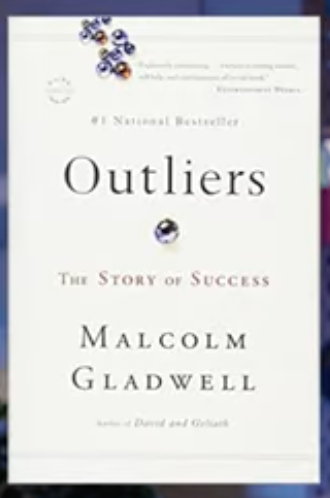 #1 National Bestseller
Outliers
THE STORY OF SUCCESS
MALCOLM
GLADWELL
author of David and Goliath